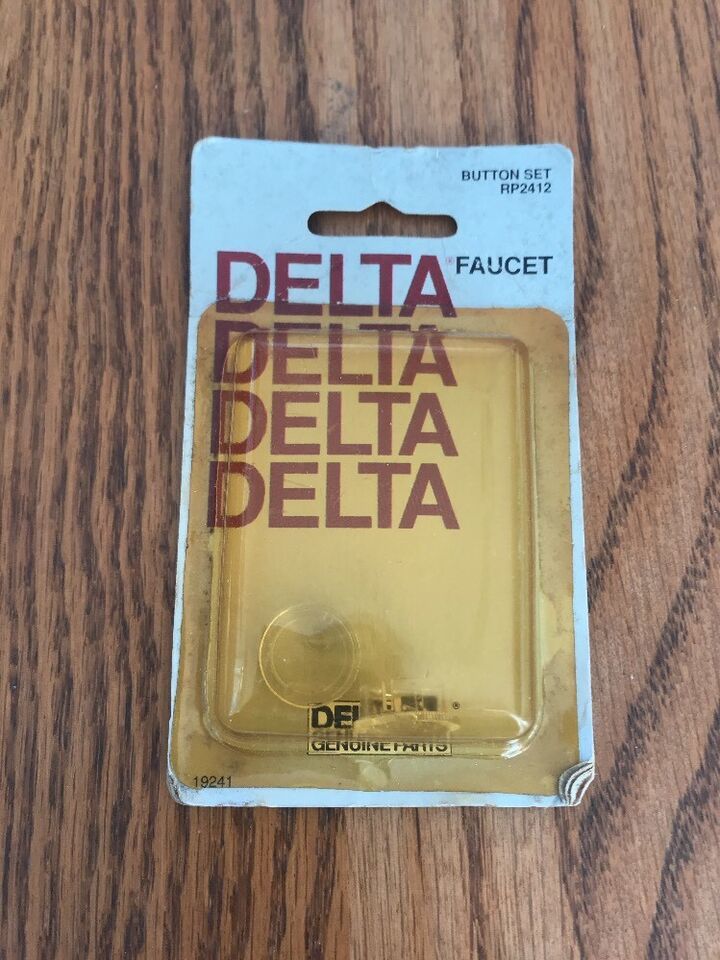 BUTTON SET
RP2412
DELTA® FAUCET
DELTA
DELTA
DELTA
®
GENUINE PARTS
19241